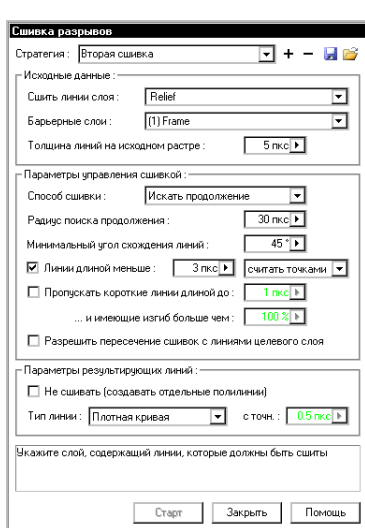 Сшивка разрывов
Стратегия : Вторая сшивка + −
Исходные данные :
Сшить линии слоя : Relief
Барьерные слои : (1) Frame
Толщина линий на исходном растре : 5 пкс
Параметры управления сшивкой :
Способ сшивки : Искать продолжение
Радиус поиска продолжения : 30 пкс
Минимальный угол схождения линий : 45 °
Линии длиной меньше : 3 пкс считать точками
Пропускать короткие линии длиной до : 1 пкс
... и имеющие изгиб больше чем : 100 %
Разрешить пересечение сшивок с линиями целевого слоя
Параметры результирующих линий :
Не сшивать (создавать отдельные полилинии)
Тип линии : Плотная кривая с точн. : 0.5 пкс
Укажите слой, содержащий линии, которые должны быть сшиты
Старт Закрыть Помощь